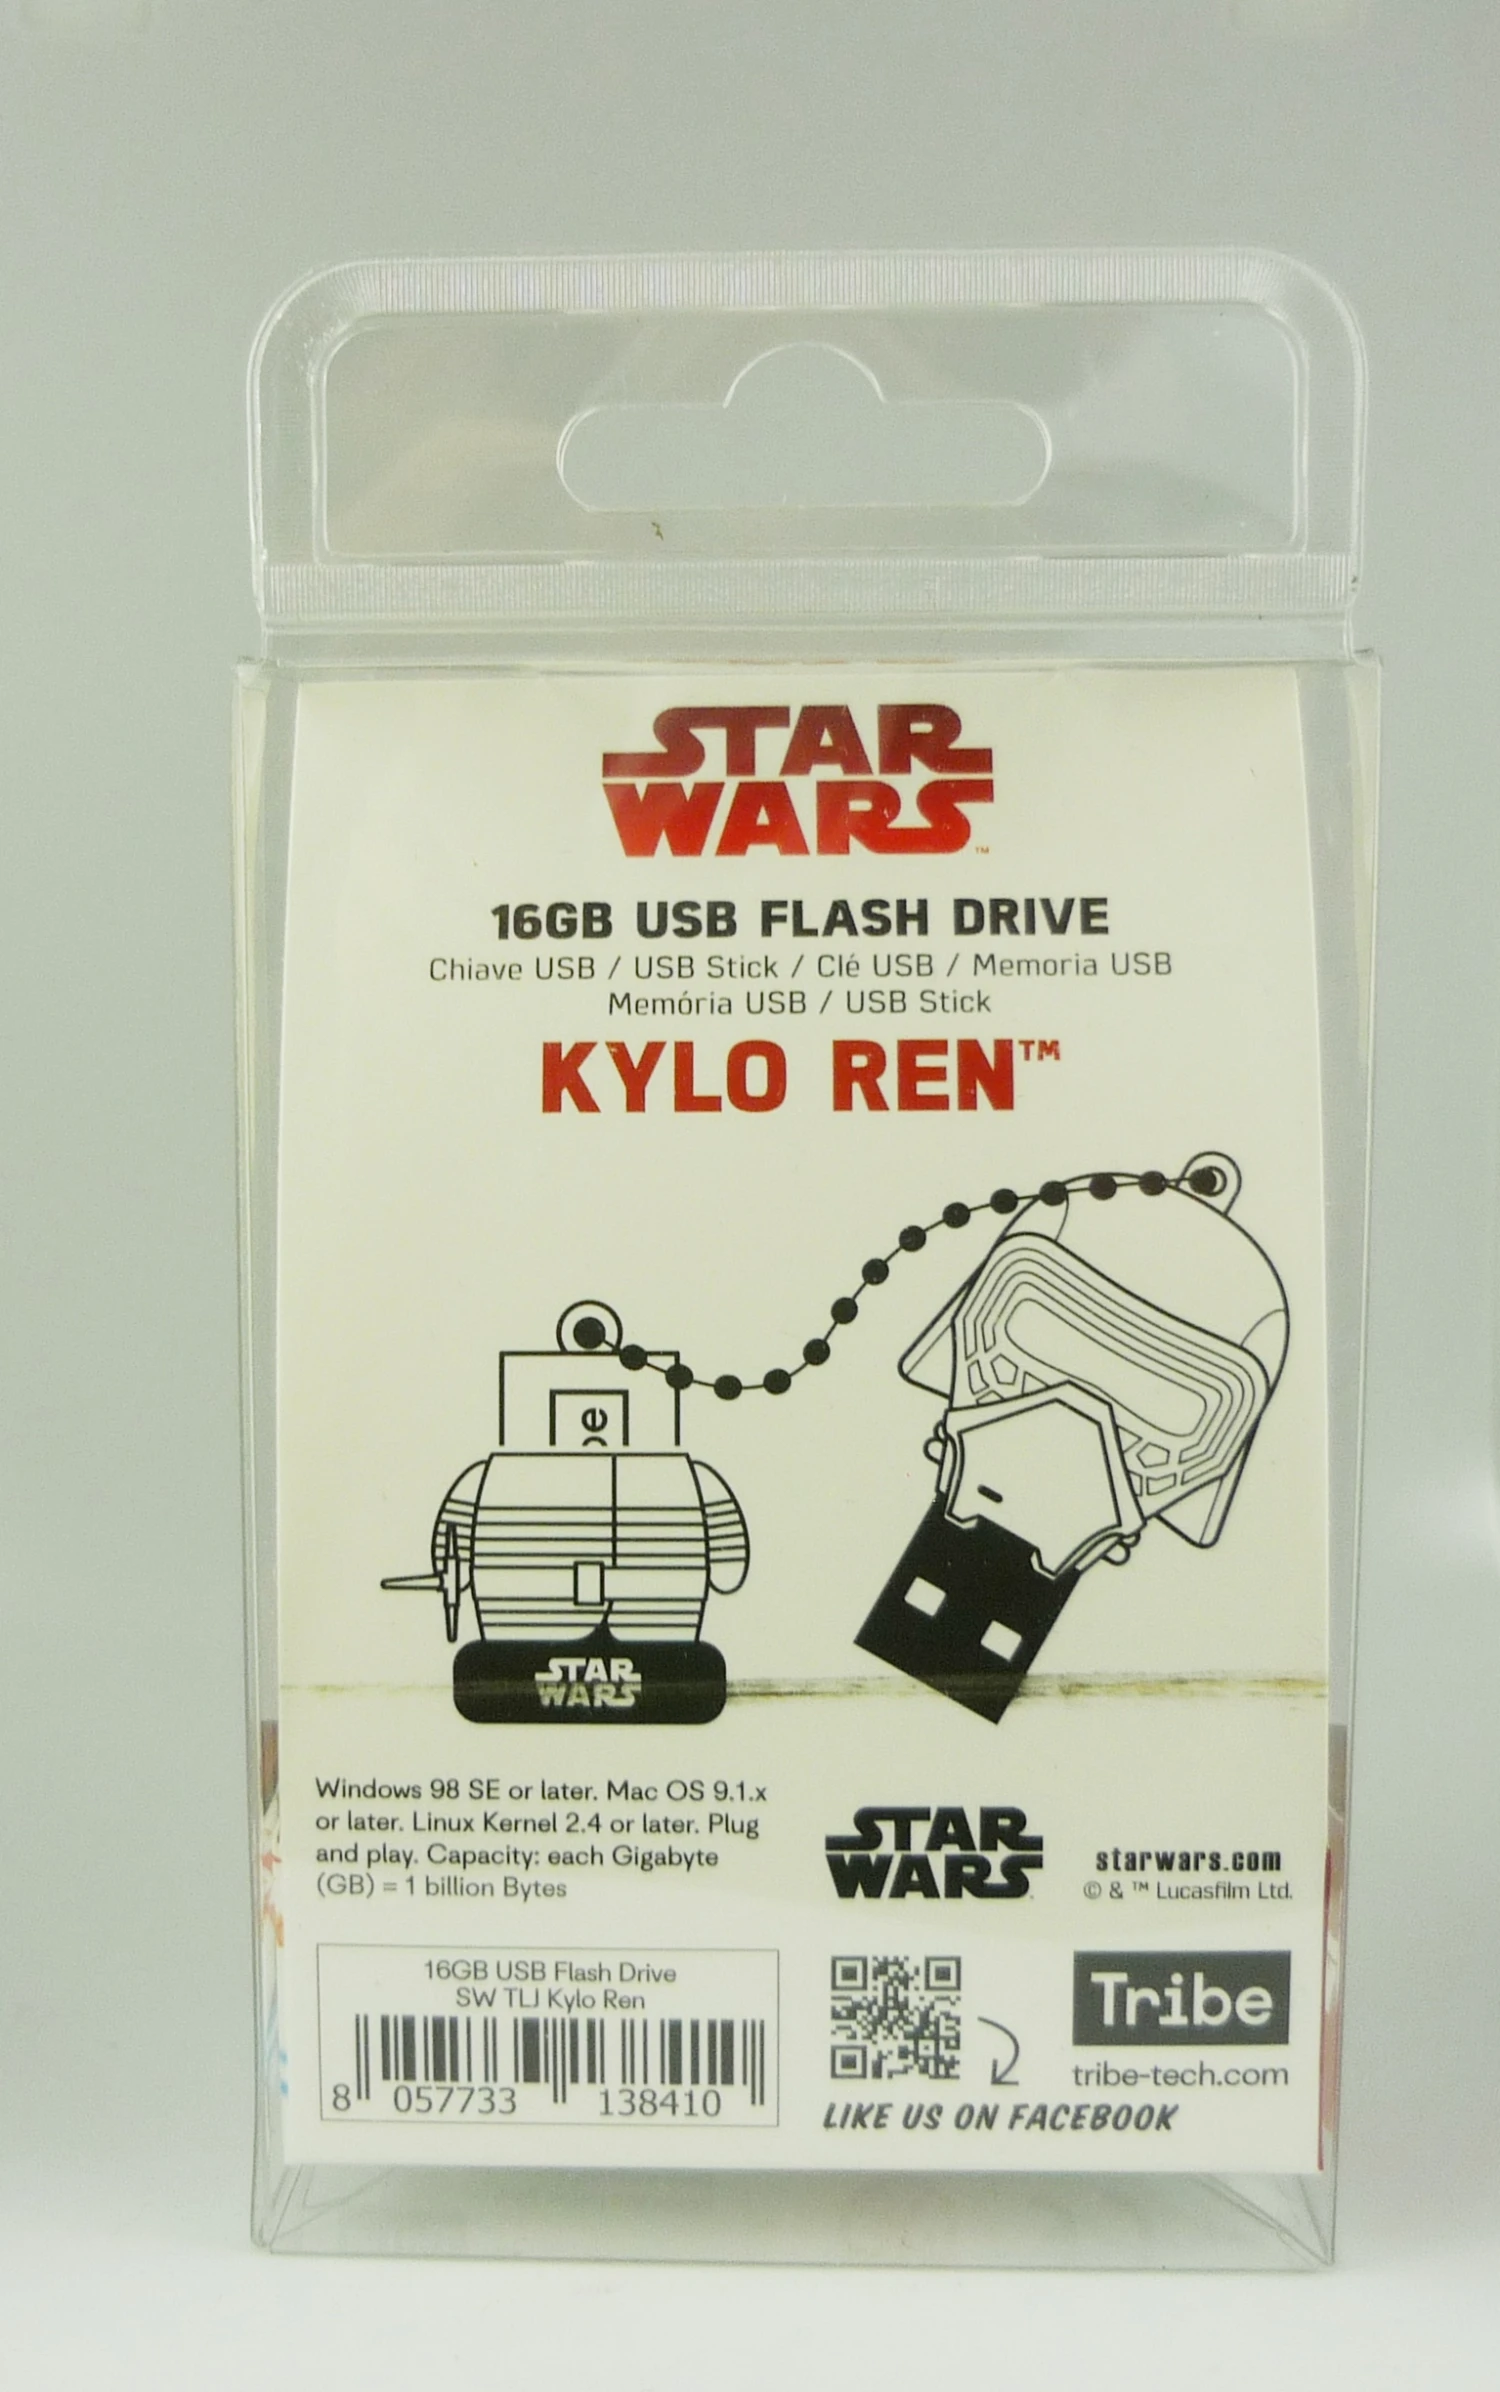 STAR
WARS™
16GB USB FLASH DRIVE
Chiave USB / USB Stick / Clé USB / Memoria USB
Memória USB / USB Stick
KYLO REN™
be
STAR
WARS
Windows 98 SE or later. Mac OS 9.1.x
or later. Linux Kernel 2.4 or later. Plug
and play. Capacity: each Gigabyte
(GB) = 1 billion Bytes
STAR
WARS
starwars.com
© & ™ Lucasfilm Ltd.
16GB USB Flash Drive
SW TLJ Kylo Ren
8 057733 138410
Tribe
tribe-tech.com
LIKE US ON FACEBOOK